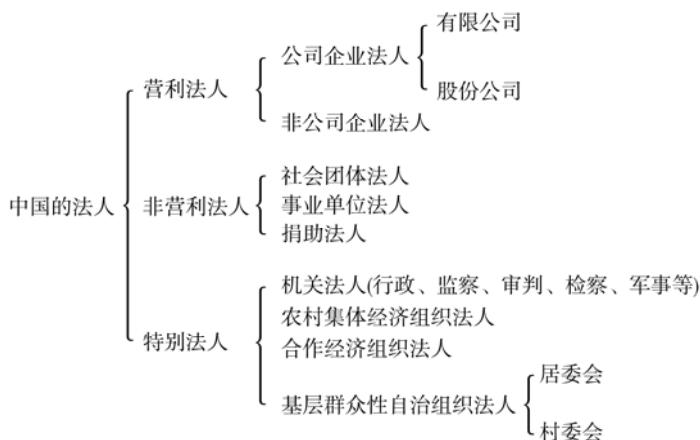 有限公司
公司企业法人
股份公司
营利法人
非公司企业法人
社会团体法人
中国的法人
非营利法人
事业单位法人
捐助法人
机关法人(行政、监察、审判、检察、军事等)
农村集体经济组织法人
特别法人
合作经济组织法人
居委会
基层群众性自治组织法人
村委会